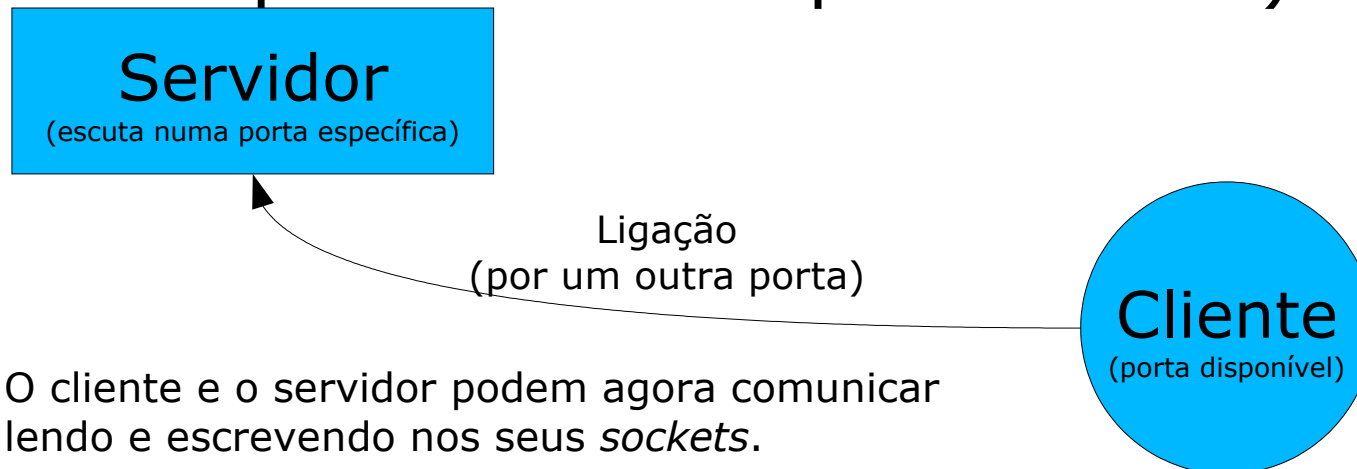 Servidor
(escuta numa porta específica)
Ligação
(por um outra porta)
Cliente
(porta disponível)
O cliente e o servidor podem agora comunicar
lendo e escrevendo nos seus sockets.